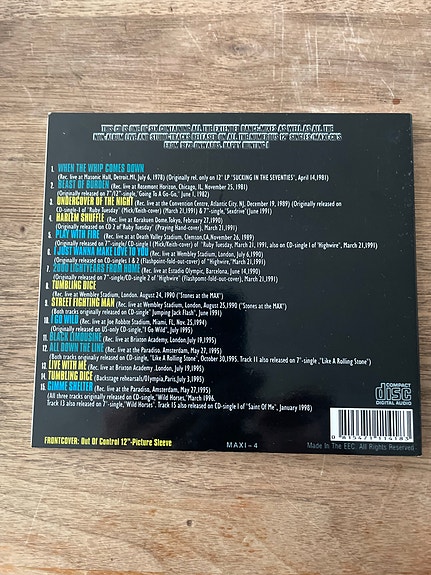 THIS CD IS ONE OF SIX CONTAINING ALL THE EXTENDED DANCE-MIXES AS WELL AS ALL THE
NON-ALBUM LIVE AND STUDIO TRACKS RELEASED ON ALL THE NUMEROUS 12" SINGLES/MAXI-CD'S
FROM ONWARDS. HAPPY HUNTING!
1. WHEN THE WHIP COMES DOWN
(Rec. live at Masonic Hall, Detroit.MI, July 6, 1978) (Originally rel. only on 12" LP "SUCKING IN THE SEVENTIES", April 14,1981)
2. BEAST OF BURDEN (Rec. live at Rosemont Horizon, Chicago, IL, November 25, 1981)
(Originally released on 7"/12"-single, "Going To A Go-Go," June 1, 1982)
3. UNDERCOVER OF THE NIGHT (Rec. live at the Convention Centre, Atlantic City, NJ, December 19, 1989) (Originally released on
CD-single-1 of "Ruby Tuesday" (Mick/Keith-cover) (March 21,1991) & 7"-single,"Sexdrive"(June 1991)
4. HARLEM SHUFFLE (Rec. live at Korakuen Dome,Tokyo, February 27,1990)
(Originally released on CD 2 of Ruby Tuesday" (Praying Hand-cover), March 21,1991)
5. PLAY WITH FIRE (Rec. live at Death Valley Stadium, Clemson,CA,November 26, 1989)
(Originally released on 7"-single/ CD-single I (Mick/Keith-cover) of "Ruby Tuesday, March 21, 1991, also on CD-single I of "Highwire", March 21,1991)
6. I JUST WANNA MAKE LOVE TO YOU (Rec. live at Wembley Stadium, London, July 6,1990)
(Originally released on CD-singles 1 & 2 (Flashpoint-fold-out-cover) of "Highwire", March 21,1991)
7. 2000 LIGHTYEARS FROM HOME (Rec. live at Estadio Olympic, Barcelona, June 14,1990)
(Originally released on 7"-single/CD-single 2 of "Highwire" (Flashpoint-fold-out-cover), March 21,1991)
8. TUMBLING DICE
(Rec. live at Wembley Stadium, London. August 24, 1990 ("Stones at the MAX")
9. STREET FIGHTING MAN (Rec. live at Wembley Stadium, London, August 25,1990 ("Stones at the MAX")
(Both tracks originally released on CD-single" Jumping Jack Flash", June 1991)
10. I GO WILD (Rec. live at Joe Robbie Stadium, Miami, FL, Nov. 25,1994)
(Originally released on US-only CD-single ,"I Go Wild", July 1995)
11. BLACK LIMOUSINE (Rec. live at Brixton Academy, London,July 19,1995)
12. ALL DOWN THE LINE (Rec. live at the Paradiso, Amsterdam, May 27, 1995)
(Both tracks originally released on CD-single, "Like A Rolling Stone", October 30,1995. Track 11 also released on 7"-single ,"Like A Rolling Stone")
13. LIVE WITH ME (Rec. live at Brixton Academy ,London, July 19,1995)
14. TUMBLING DICE (Backstage rehearsals/Olympia,Paris,July 3,1995)
15. GIMME SHELTER (Rec. live at the Paradiso, Amsterdam, May 27, 1995)
(All three tracks originally released on CD-single,"Wild Horses", March 1996.
Track 13 also released on 7"-single, "Wild Horses". Track 15 also released on CD-single I of "Saint Of Me", January 1998)
COMPACT
disc
DIGITAL AUDIO
0 815471 114183
FRONTCOVER: Out Of Control 12"-Picture Sleeve
MAXI-4
Made In The EEC. All Rights Reserved